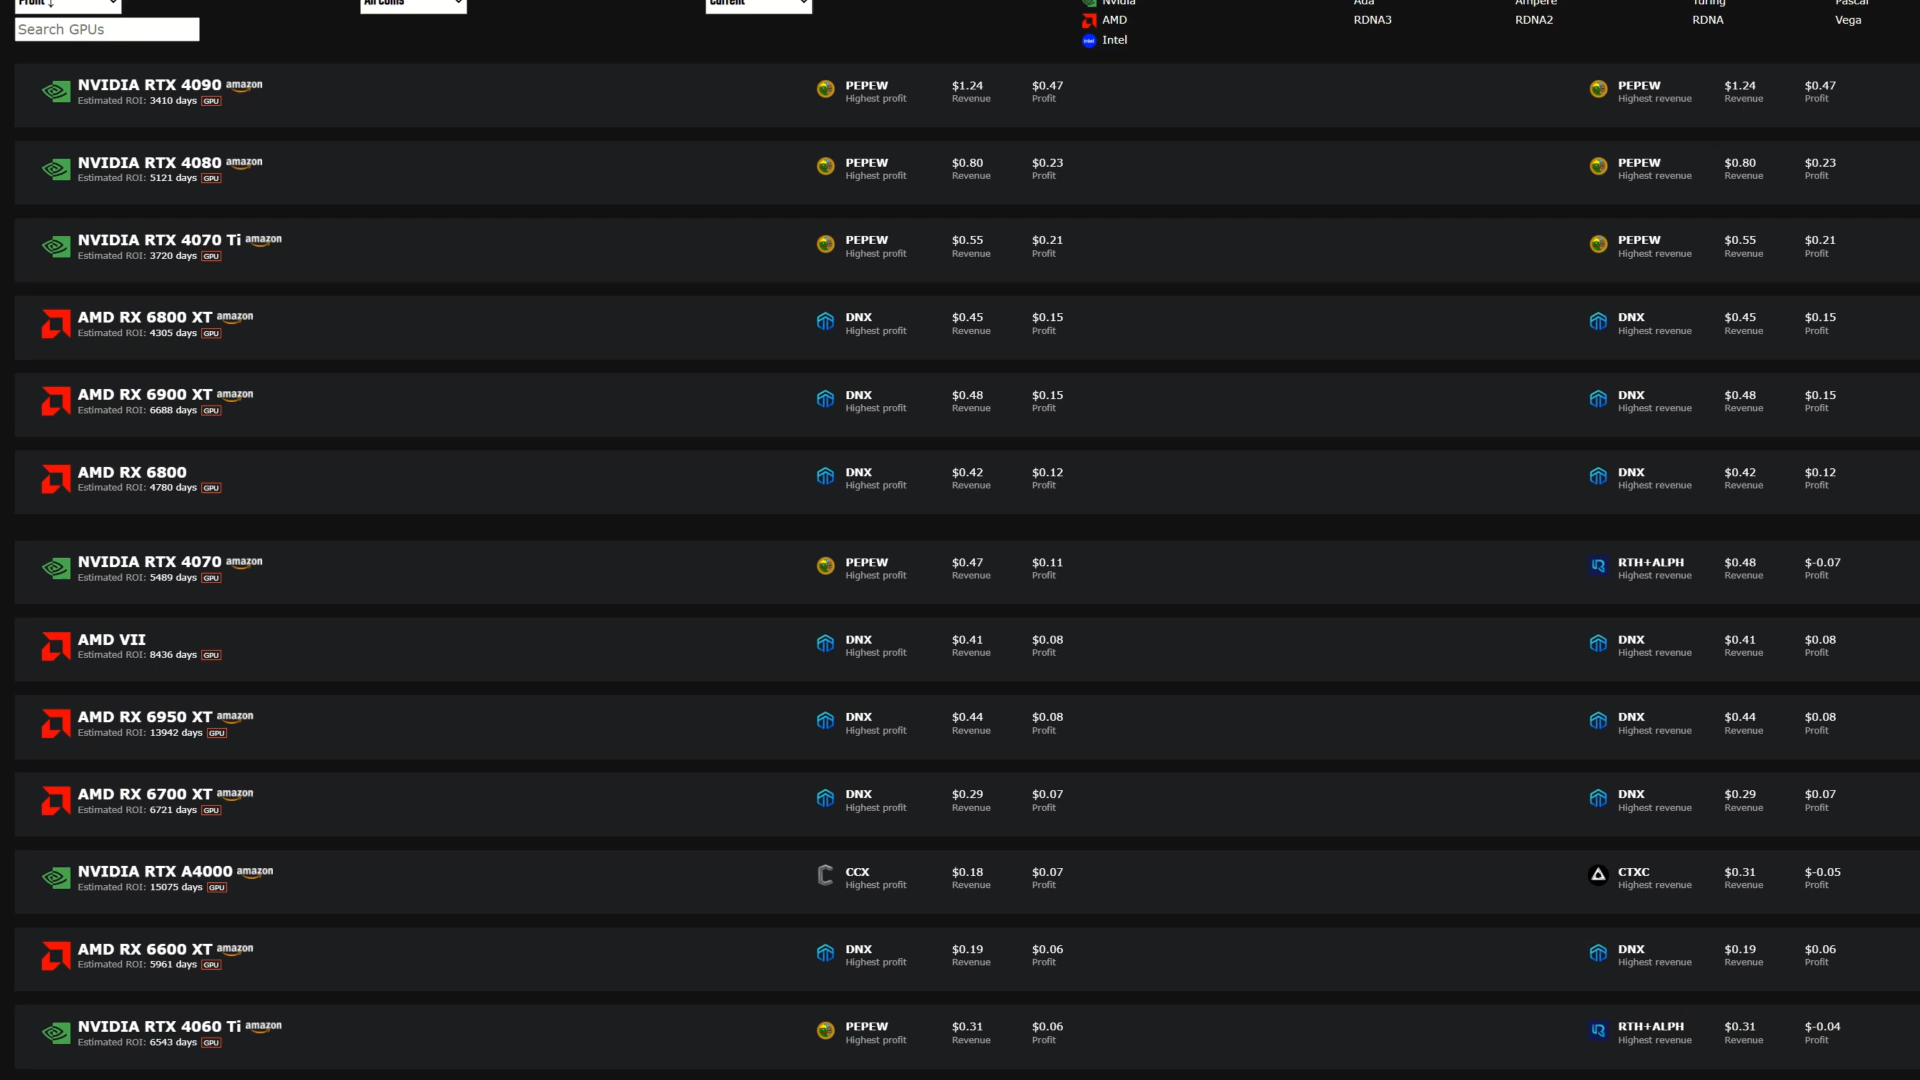 Profit ↓ All coins Current Nvidia Ada Ampere Turing Pascal
AMD RDNA3 RDNA2 RDNA Vega
Search GPUs
Intel
NVIDIA RTX 4090 amazon PEPEW $1.24 $0.47 PEPEW $1.24 $0.47
Estimated ROI: 3410 days GPU Highest profit Revenue Profit Highest revenue Revenue Profit
NVIDIA RTX 4080 amazon PEPEW $0.80 $0.23 PEPEW $0.80 $0.23
Estimated ROI: 5121 days GPU Highest profit Revenue Profit Highest revenue Revenue Profit
NVIDIA RTX 4070 Ti amazon PEPEW $0.55 $0.21 PEPEW $0.55 $0.21
Estimated ROI: 3720 days GPU Highest profit Revenue Profit Highest revenue Revenue Profit
AMD RX 6800 XT amazon DNX $0.45 $0.15 DNX $0.45 $0.15
Estimated ROI: 4305 days GPU Highest profit Revenue Profit Highest revenue Revenue Profit
AMD RX 6900 XT amazon DNX $0.48 $0.15 DNX $0.48 $0.15
Estimated ROI: 6688 days GPU Highest profit Revenue Profit Highest revenue Revenue Profit
AMD RX 6800 DNX $0.42 $0.12 DNX $0.42 $0.12
Estimated ROI: 4780 days GPU Highest profit Revenue Profit Highest revenue Revenue Profit
NVIDIA RTX 4070 amazon PEPEW $0.47 $0.11 RTH+ALPH $0.48 $-0.07
Estimated ROI: 5489 days GPU Highest profit Revenue Profit Highest revenue Revenue Profit
AMD VII DNX $0.41 $0.08 DNX $0.41 $0.08
Estimated ROI: 8436 days GPU Highest profit Revenue Profit Highest revenue Revenue Profit
AMD RX 6950 XT amazon DNX $0.44 $0.08 DNX $0.44 $0.08
Estimated ROI: 13942 days GPU Highest profit Revenue Profit Highest revenue Revenue Profit
AMD RX 6700 XT amazon DNX $0.29 $0.07 DNX $0.29 $0.07
Estimated ROI: 6721 days GPU Highest profit Revenue Profit Highest revenue Revenue Profit
NVIDIA RTX A4000 amazon CCX $0.18 $0.07 CTXC $0.31 $-0.05
Estimated ROI: 15075 days GPU Highest profit Revenue Profit Highest revenue Revenue Profit
AMD RX 6600 XT amazon DNX $0.19 $0.06 DNX $0.19 $0.06
Estimated ROI: 5961 days GPU Highest profit Revenue Profit Highest revenue Revenue Profit
NVIDIA RTX 4060 Ti amazon PEPEW $0.31 $0.06 RTH+ALPH $0.31 $-0.04
Estimated ROI: 6543 days GPU Highest profit Revenue Profit Highest revenue Revenue Profit